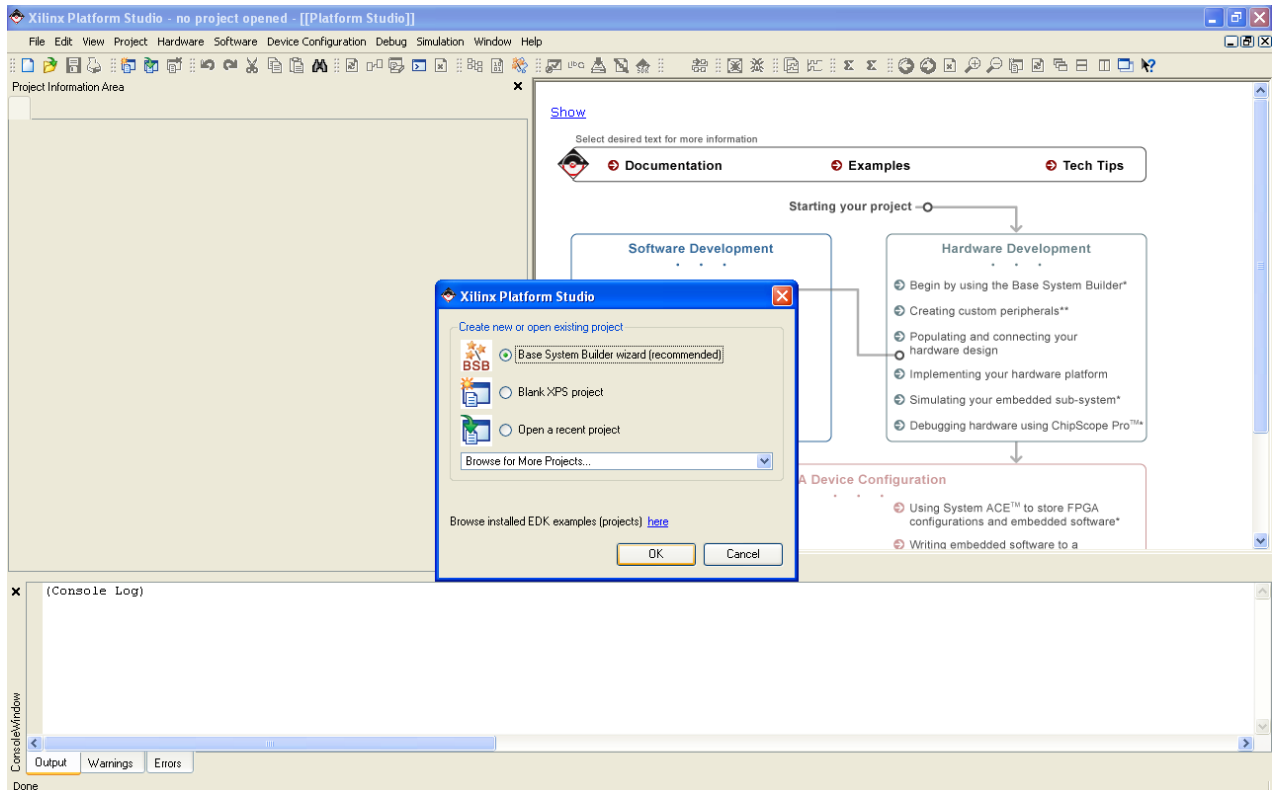 Xilinx Platform Studio - no project opened - [[Platform Studio]]
File Edit View Project Hardware Software Device Configuration Debug Simulation Window Help
Project Information Area
Show
Select desired text for more information
Documentation Examples Tech Tips
Starting your project
Software Development
Hardware Development
Begin by using the Base System Builder*
Creating custom peripherals**
Populating and connecting your
hardware design
Implementing your hardware platform
Simulating your embedded sub-system*
Debugging hardware using ChipScope Pro™*
A Device Configuration
Using System ACE™ to store FPGA
configurations and embedded software*
Writing embedded software to a
Xilinx Platform Studio
Create new or open existing project
BSB
Base System Builder wizard (recommended)
Blank XPS project
Open a recent project
Browse for More Projects...
Browse installed EDK examples (projects) here
OK Cancel
(Console Log)
ConsoleWindow
Output Warnings Errors
Done